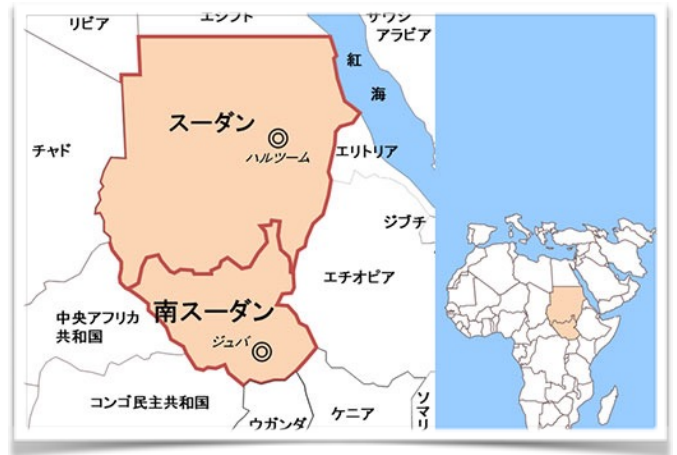 リビア
エジプト
サウジ
アラビア
紅
海
スーダン
ハルツーム
チャド
エリトリア
ジブチ
エチオピア
中央アフリカ
共和国
南スーダン
ジュバ
コンゴ民主共和国
ウガンダ
ケニア
ソマリ